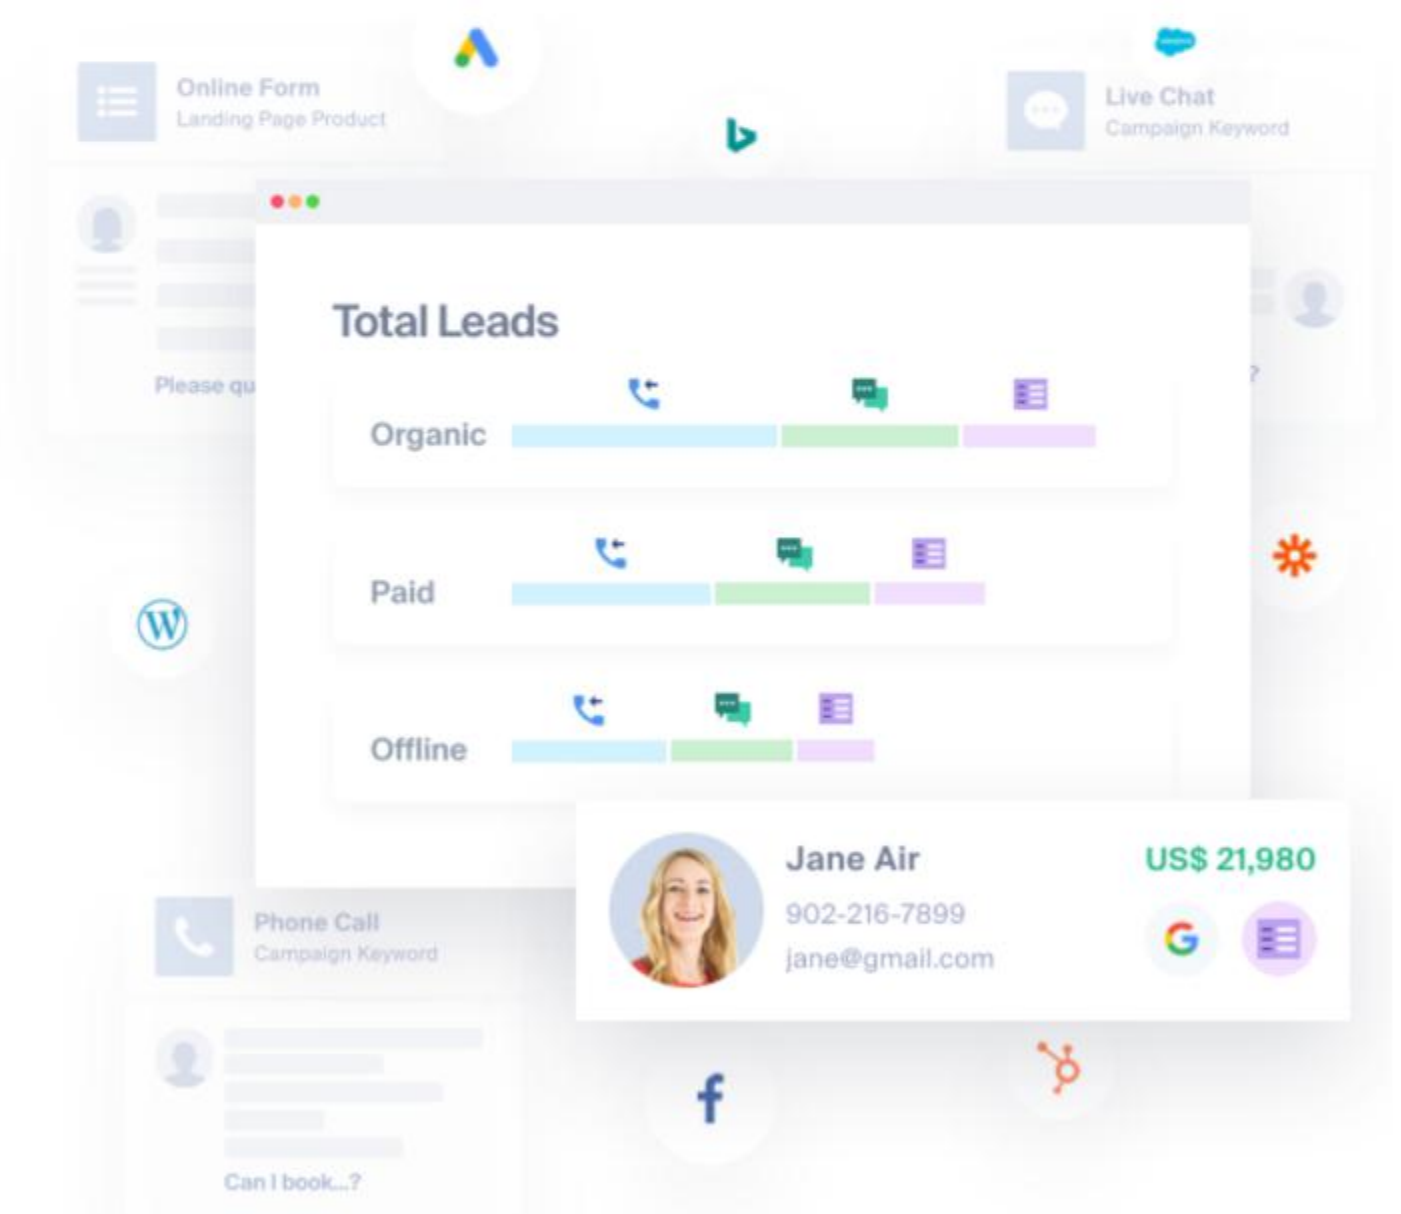 Online Form
Landing Page Product
Live Chat
Campaign Keyword
Please qu
?
Total Leads
Organic
Paid
Offline
Jane Air
902-216-7899
jane@gmail.com
US$ 21,980
Phone Call
Campaign Keyword
Can I book...?